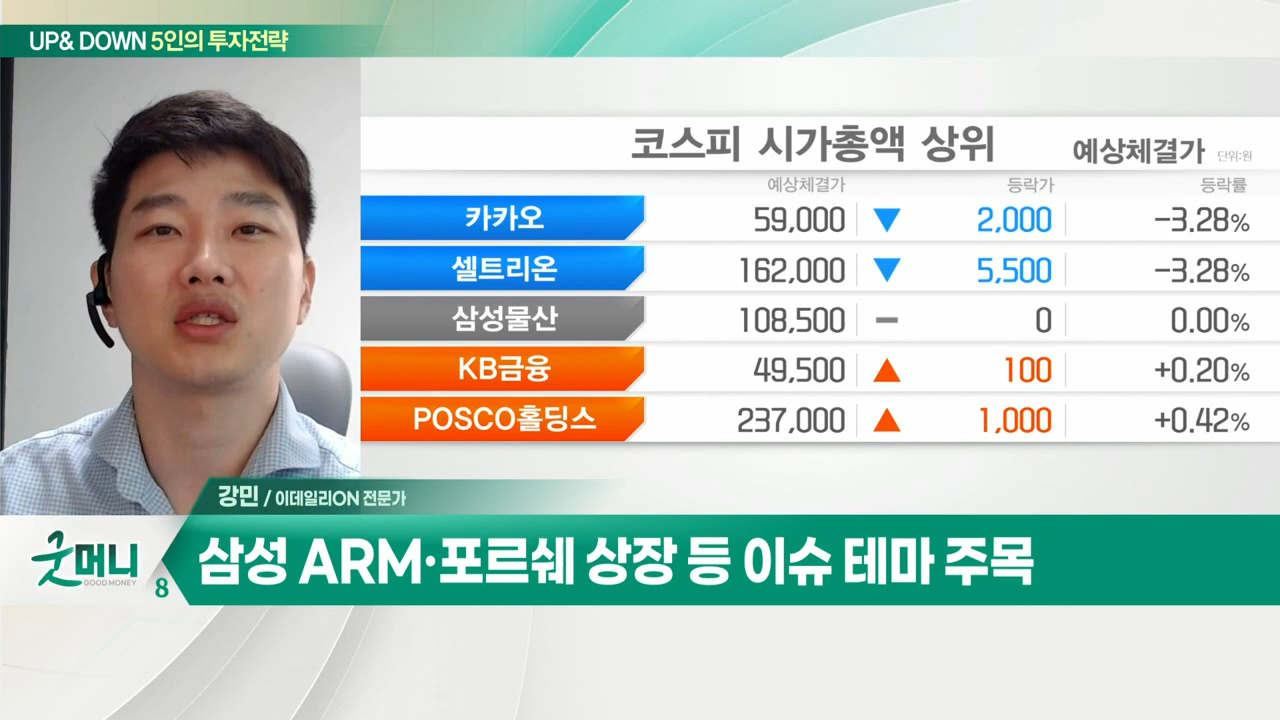 UP& DOWN 5인의 투자전략
코스피 시가총액 상위 예상체결가 단위:원
예상체결가 등락가 등락률
카카오 59,000 ▼ 2,000 -3.28%
셀트리온 162,000 ▼ 5,500 -3.28%
삼성물산 108,500 - 0 0.00%
KB금융 49,500 ▲ 100 +0.20%
POSCO홀딩스 237,000 ▲ 1,000 +0.42%
강민 / 이데일리ON 전문가
굿머니 GOOD MONEY 8
삼성 ARM·포르쉐 상장 등 이슈 테마 주목